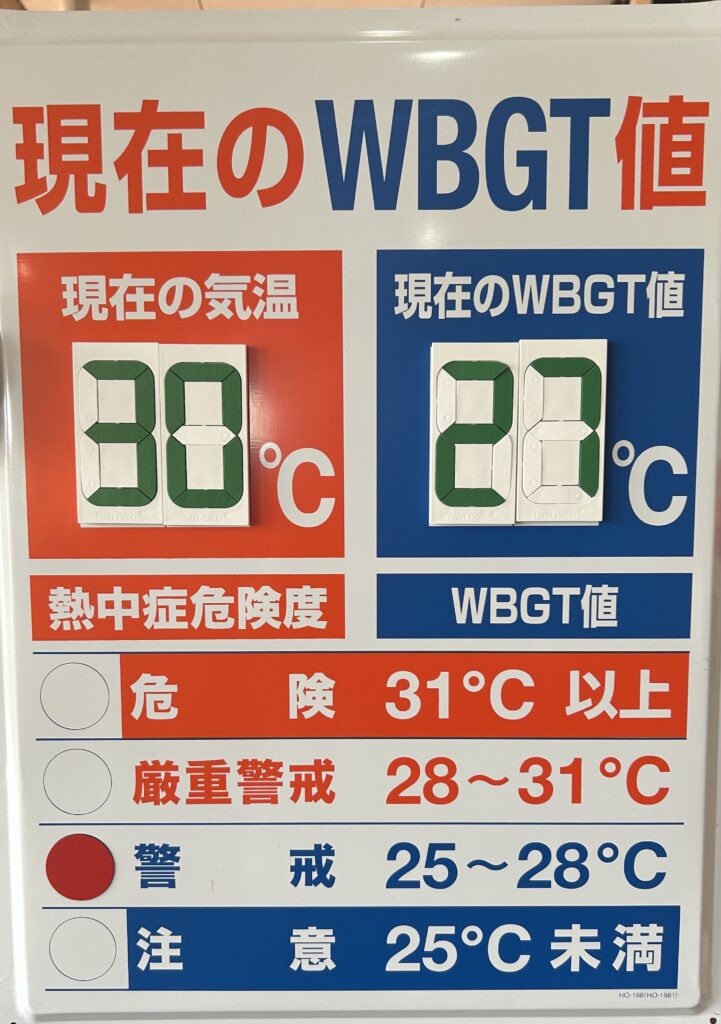 現在のWBGT値
現在の気温
30℃
現在のWBGT値
27℃
熱中症危険度 WBGT値
危険 31℃ 以上
厳重警戒 28～31℃
警戒 25～28℃
注意 25℃ 未満
HO-198(HO-1981)